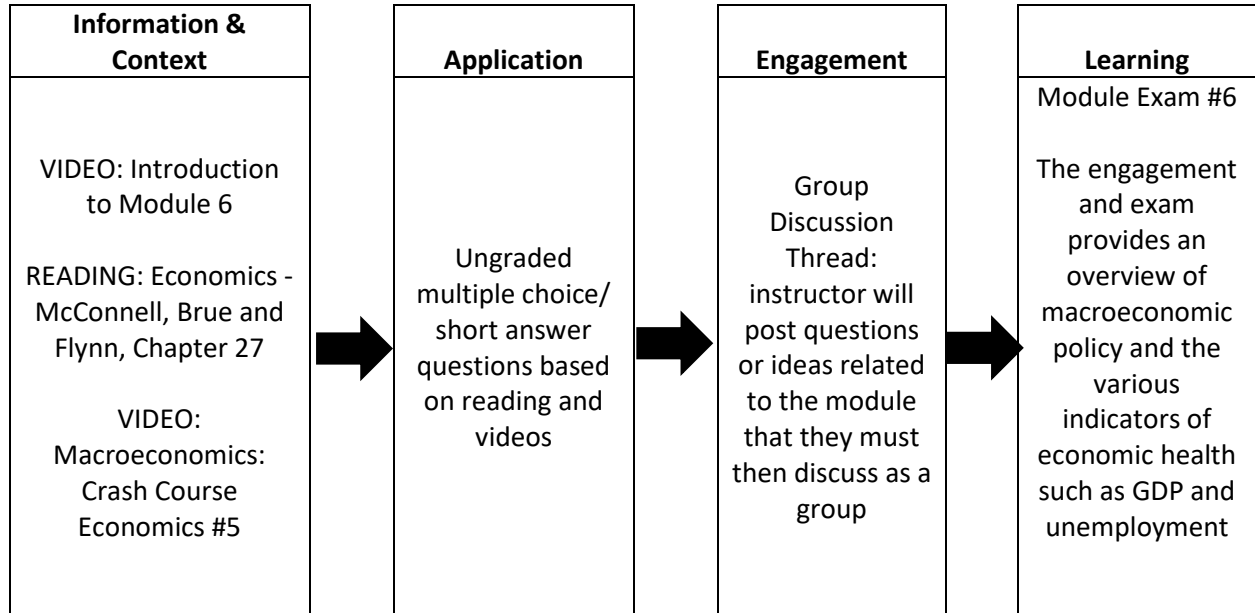 Information &
Context
VIDEO: Introduction
to Module 6
READING: Economics -
McConnell, Brue and
Flynn, Chapter 27
VIDEO:
Macroeconomics:
Crash Course
Economics #5
Application
Ungraded
multiple choice/
short answer
questions based
on reading and
videos
Engagement
Group
Discussion
Thread:
instructor will
post questions
or ideas related
to the module
that they must
then discuss as a
group
Learning
Module Exam #6
The engagement
and exam
provides an
overview of
macroeconomic
policy and the
various
indicators of
economic health
such as GDP and
unemployment